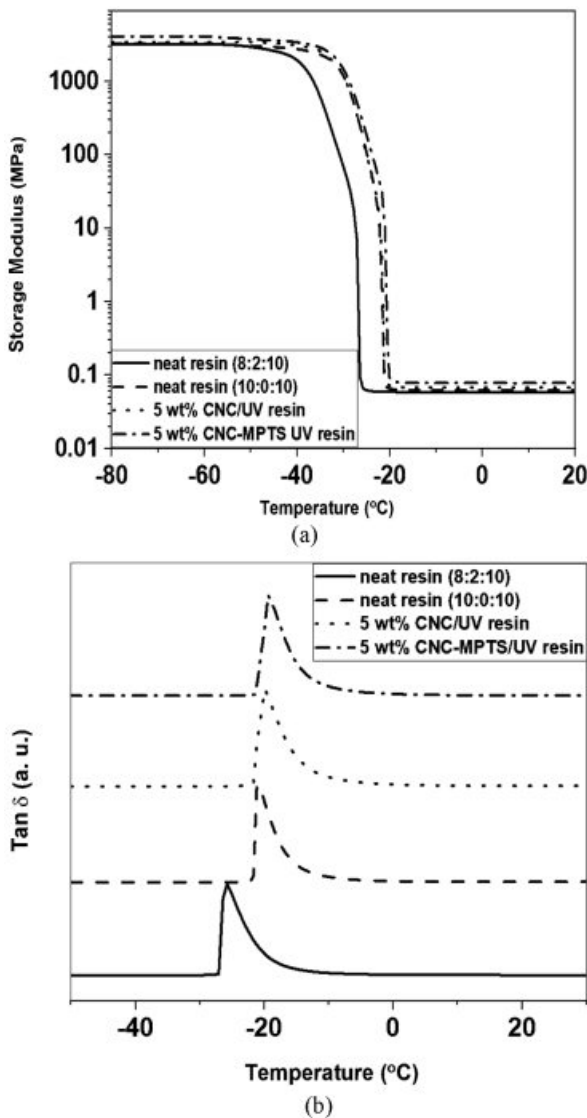 1000
100
10
1
0.1
0.01
Storage Modulus (MPa)
neat resin (8:2:10)
neat resin (10:0:10)
5 wt% CNC/UV resin
5 wt% CNC-MPTS UV resin
-80 -60 -40 -20 0 20
Temperature (ºC)
(a)
neat resin (8:2:10)
neat resin (10:0:10)
5 wt% CNC/UV resin
5 wt% CNC-MPTS/UV resin
Tan δ (a. u.)
-40 -20 0 20
Temperature (ºC)
(b)